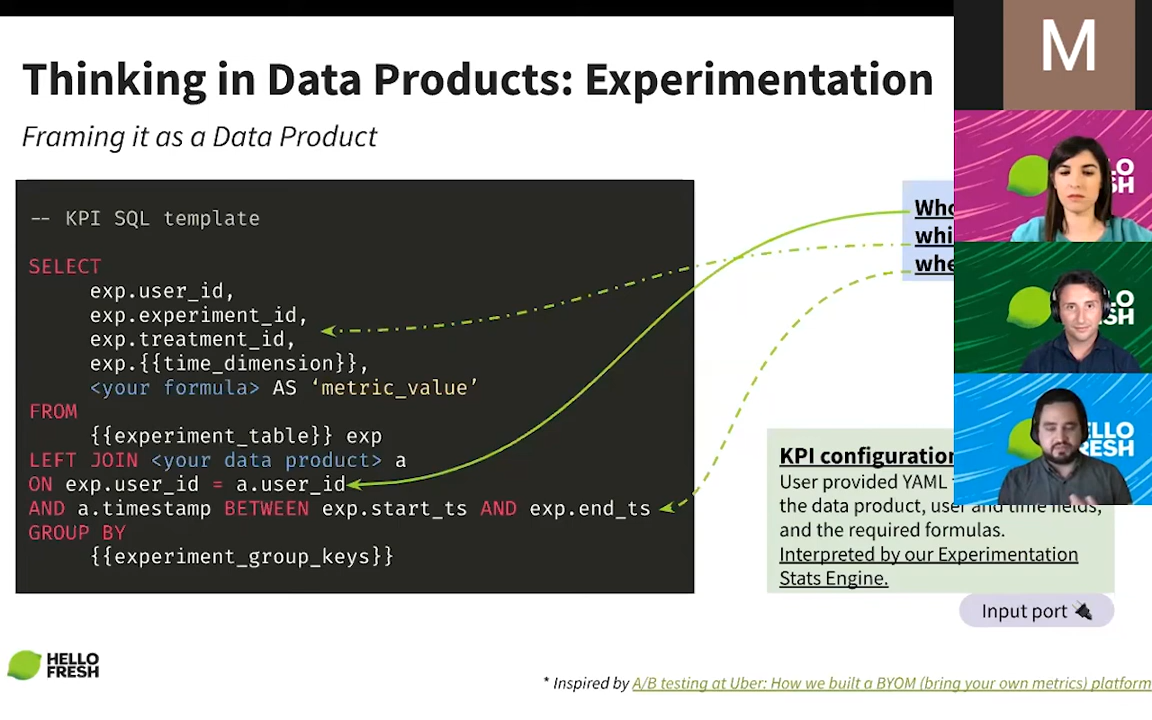 Thinking in Data Products: Experimentation
Framing it as a Data Product
-- KPI SQL template
SELECT
exp.user_id,
exp.experiment_id,
exp.treatment_id,
exp.{{time_dimension}},
<your formula> AS ‘metric_value’
FROM
{{experiment_table}} exp
LEFT JOIN <your data product> a
ON exp.user_id = a.user_id
AND a.timestamp BETWEEN exp.start_ts AND exp.end_ts
GROUP BY
{{experiment_group_keys}}
KPI configuration
User provided YAML
the data product, user and time fields,
and the required formulas.
Interpreted by our Experimentation
Stats Engine.
Input port
M
HELLO
FRESH
* Inspired by A/B testing at Uber: How we built a BYOM (bring your own metrics) platform